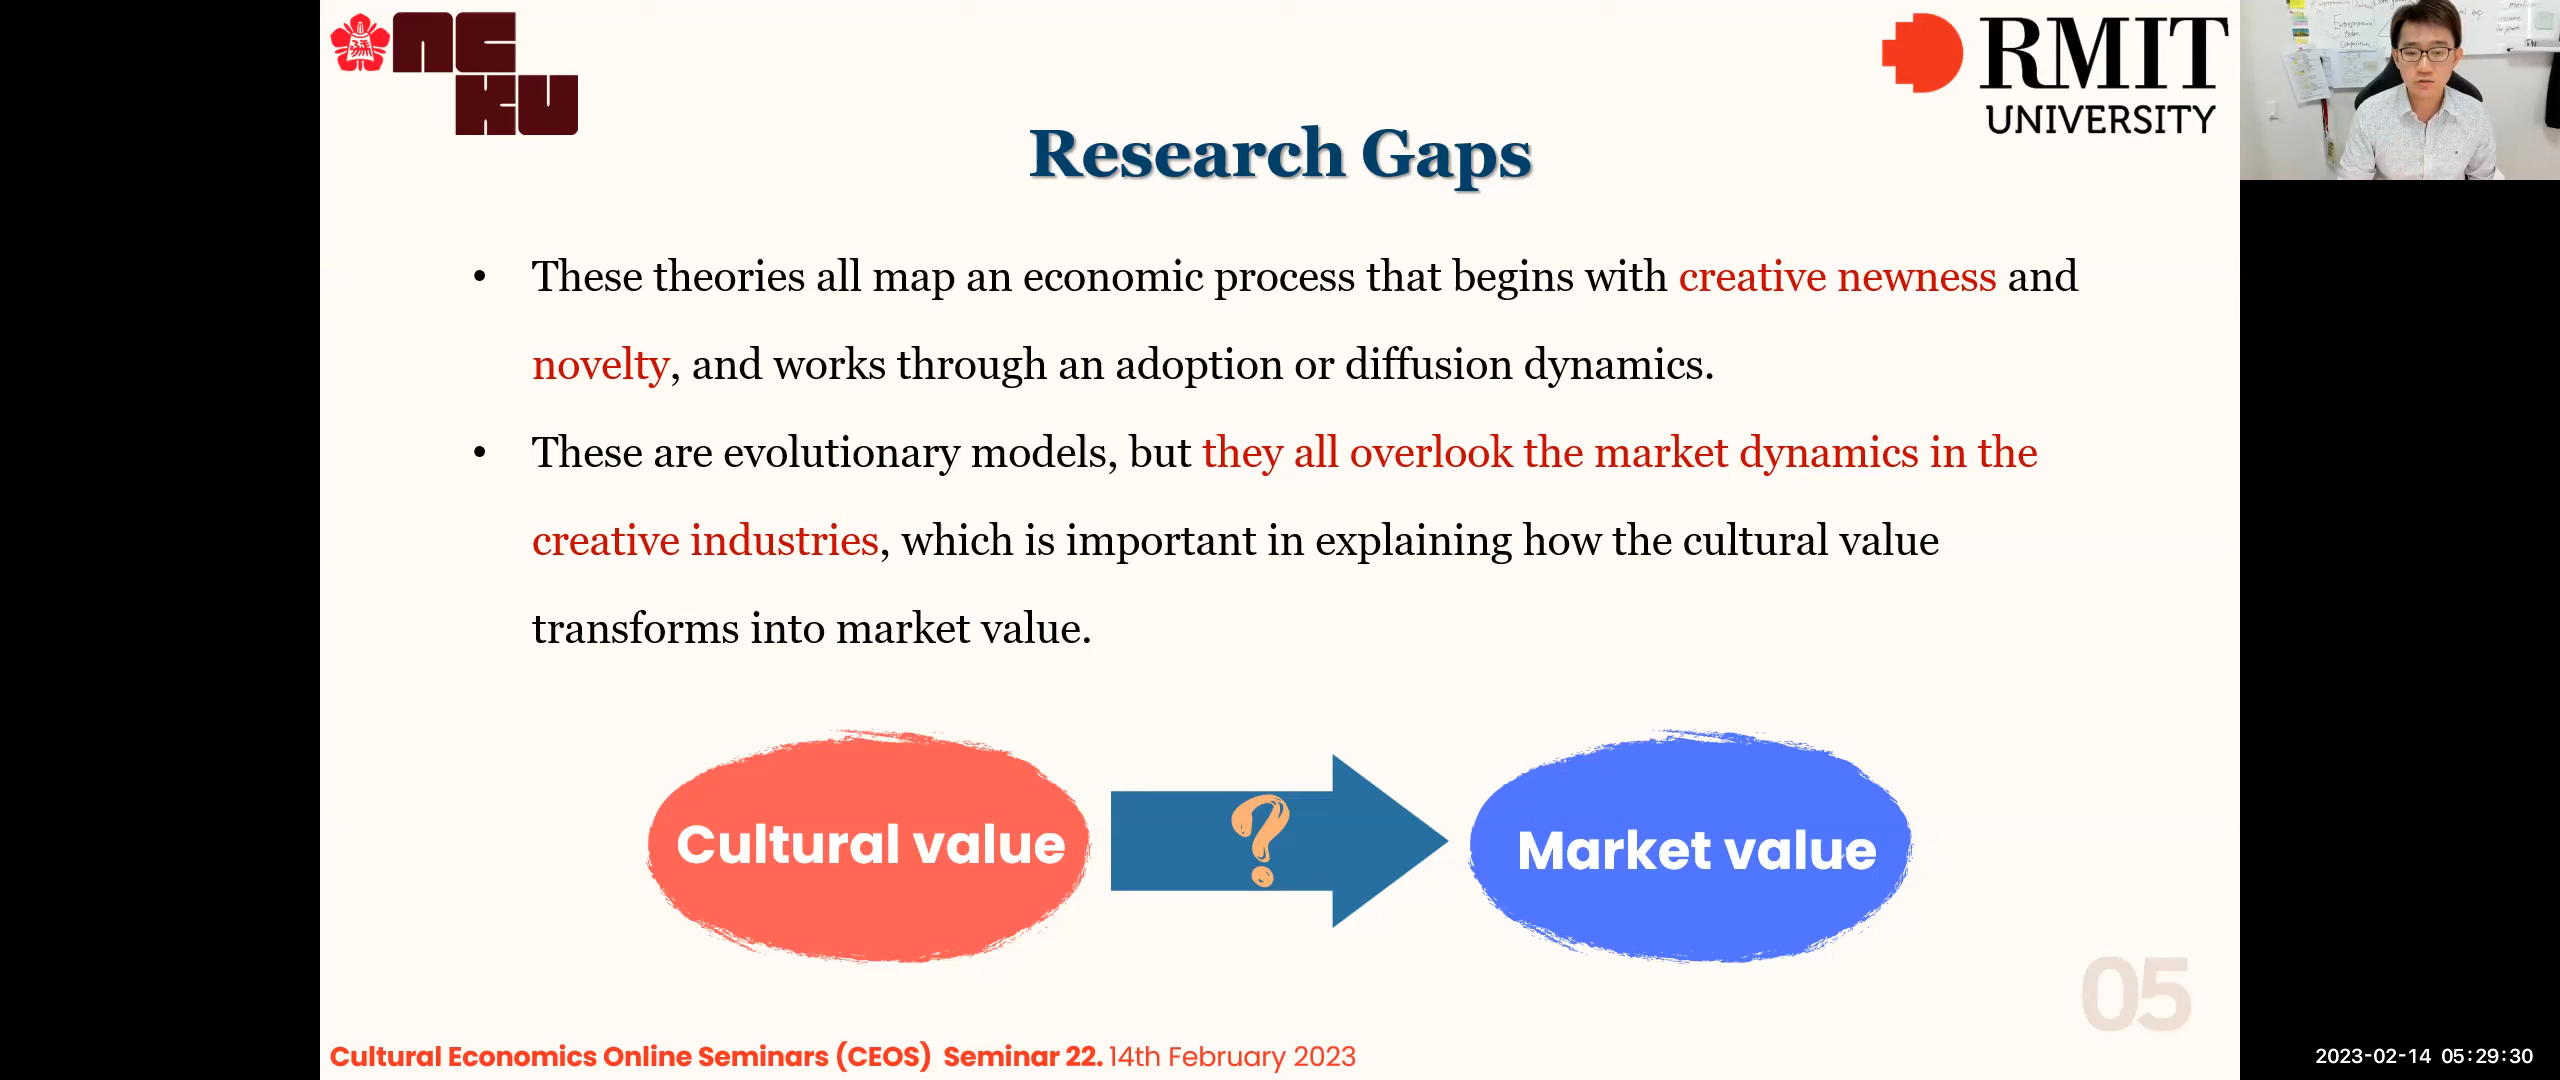 NCKU
RMIT
UNIVERSITY
Research Gaps
• These theories all map an economic process that begins with creative newness and
novelty, and works through an adoption or diffusion dynamics.
• These are evolutionary models, but they all overlook the market dynamics in the
creative industries, which is important in explaining how the cultural value
transforms into market value.
Cultural value
?
Market value
05
Cultural Economics Online Seminars (CEOS) Seminar 22. 14th February 2023
2023-02-14 05:29:30